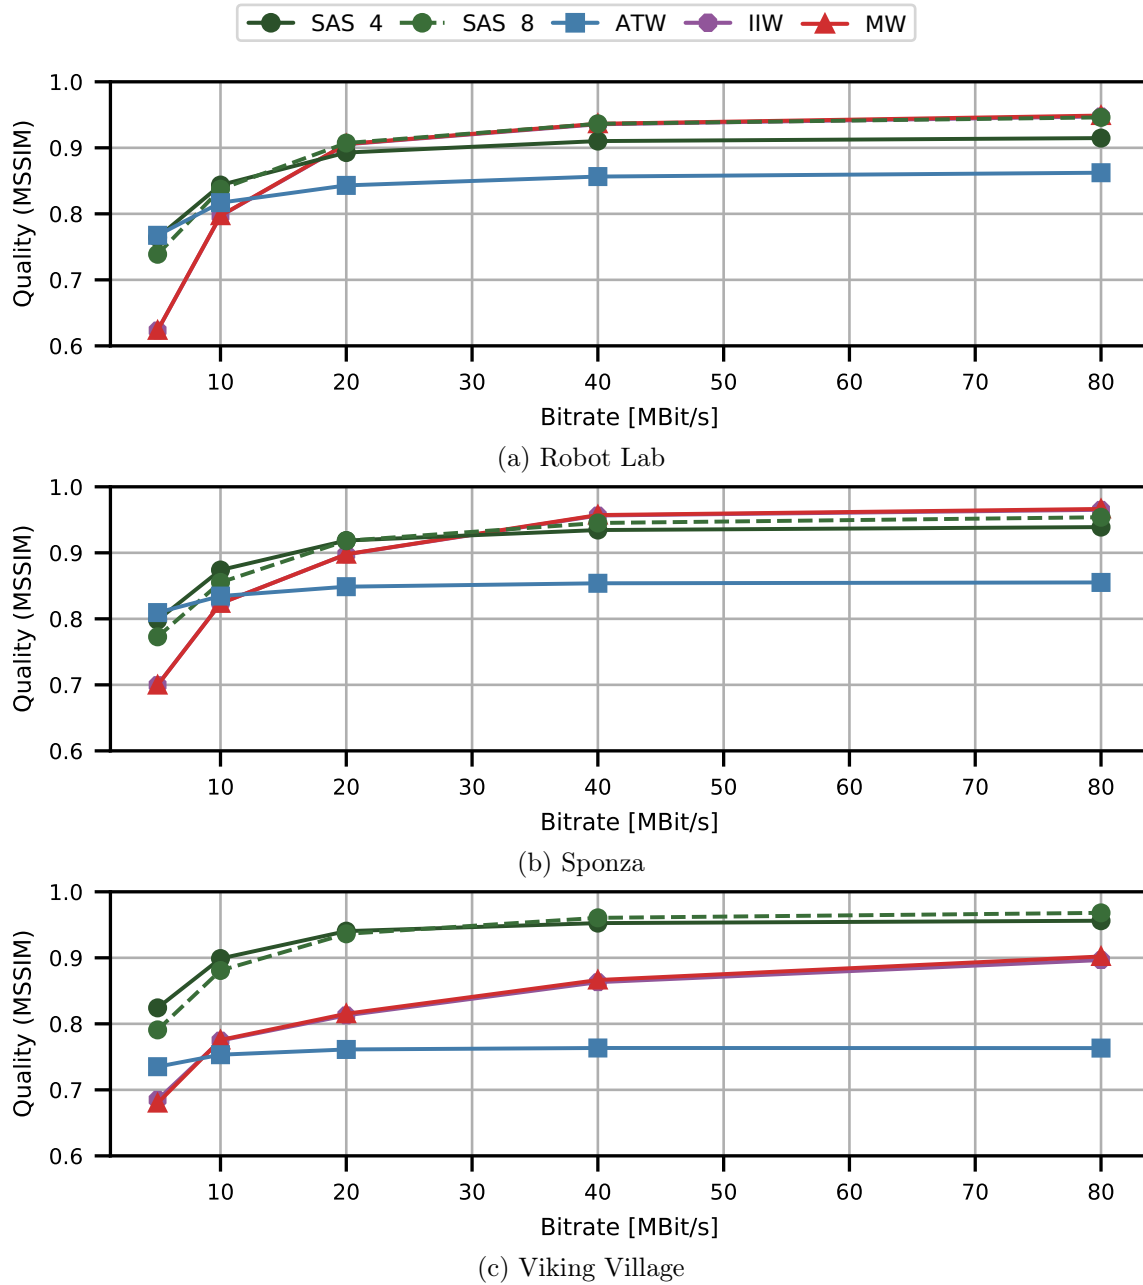 SAS 4 SAS 8 ATW IIW MW
1.0
0.9
0.8
0.7
0.6
Quality (MSSIM)
10 20 30 40 50 60 70 80
Bitrate [MBit/s]
(a) Robot Lab
1.0
0.9
0.8
0.7
0.6
Quality (MSSIM)
10 20 30 40 50 60 70 80
Bitrate [MBit/s]
(b) Sponza
1.0
0.9
0.8
0.7
0.6
Quality (MSSIM)
10 20 30 40 50 60 70 80
Bitrate [MBit/s]
(c) Viking Village